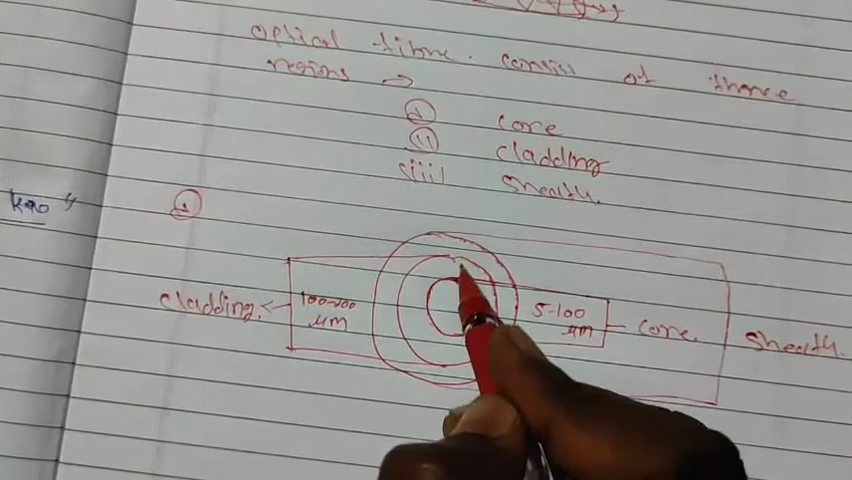 optical fibre. consist of three
regions →
(i) core
(ii) cladding
(iii) sheath.
kao "
(i)
cladding. ← 100-200 μm
5-100 μm
core.
sheath.